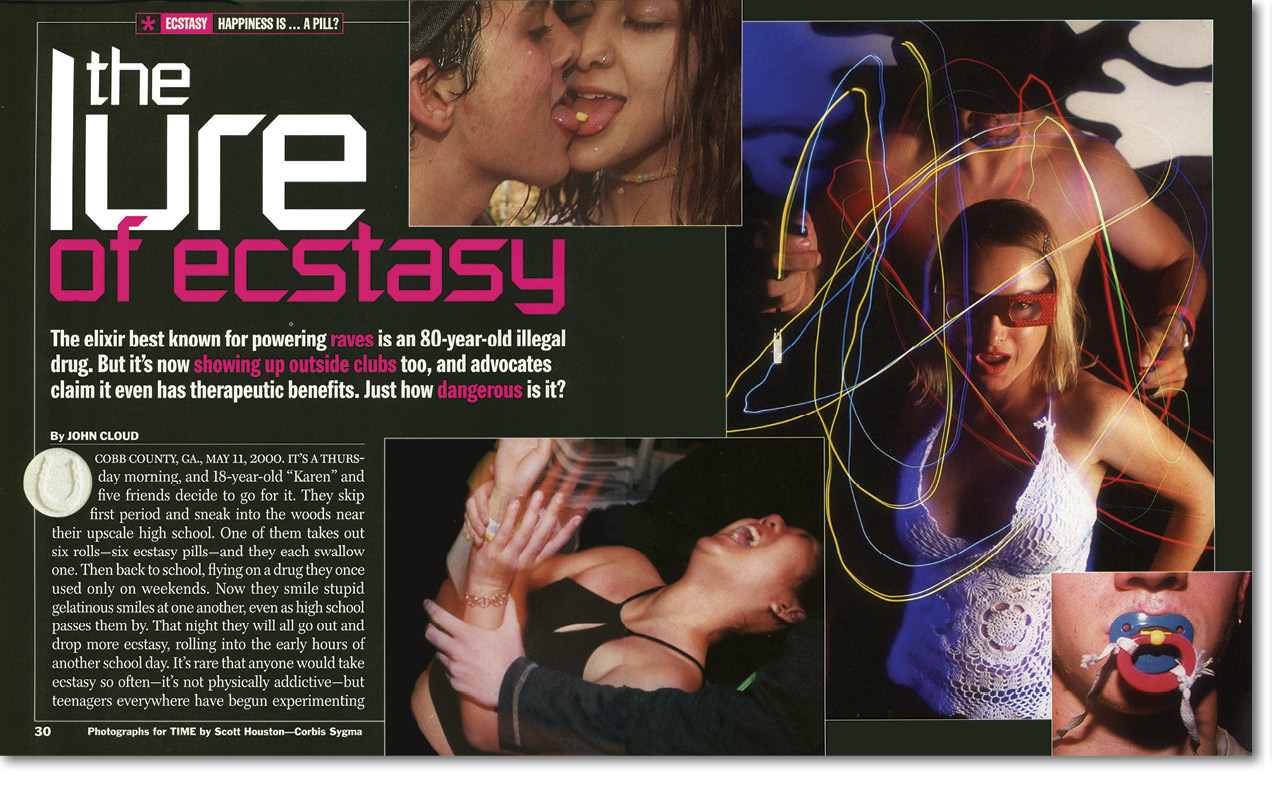 * ECSTASY HAPPINESS IS ... A PILL?
the
lure
of ecstasy
The elixir best known for powering raves is an 80-year-old illegal
drug. But it's now showing up outside clubs too, and advocates
claim it even has therapeutic benefits. Just how dangerous is it?
By JOHN CLOUD
COBB COUNTY, GA., MAY 11, 2000. IT'S A THURS-
day morning, and 18-year-old “Karen” and
five friends decide to go for it. They skip
first period and sneak into the woods near
their upscale high school. One of them takes out
six rolls—six ecstasy pills—and they each swallow
one. Then back to school, flying on a drug they once
used only on weekends. Now they smile stupid
gelatinous smiles at one another, even as high school
passes them by. That night they will all go out and
drop more ecstasy, rolling into the early hours of
another school day. It's rare that anyone would take
ecstasy so often—it's not physically addictive—but
teenagers everywhere have begun experimenting
30 Photographs for TIME by Scott Houston—Corbis Sygma